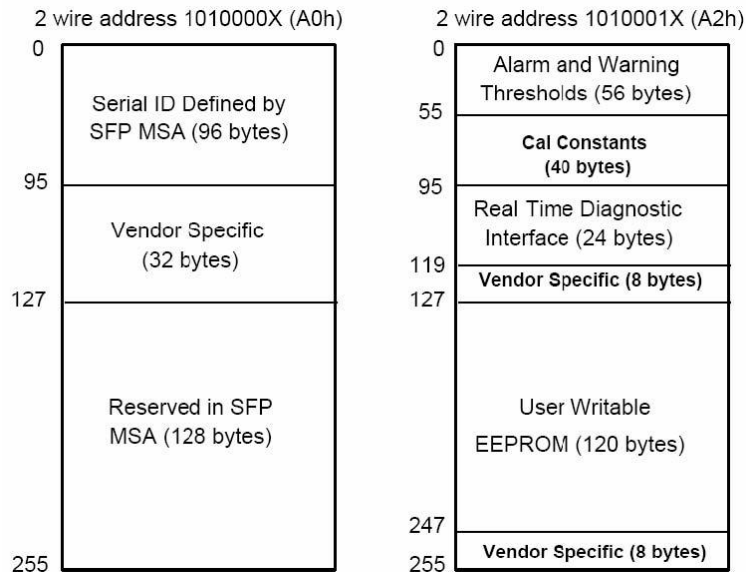 2 wire address 1010000X (A0h)
0
Serial ID Defined by
SFP MSA (96 bytes)
95
Vendor Specific
(32 bytes)
127
Reserved in SFP
MSA (128 bytes)
255
2 wire address 1010001X (A2h)
0
Alarm and Warning
Thresholds (56 bytes)
55
Cal Constants
(40 bytes)
95
Real Time Diagnostic
Interface (24 bytes)
119
Vendor Specific (8 bytes)
127
User Writable
EEPROM (120 bytes)
247
Vendor Specific (8 bytes)
255